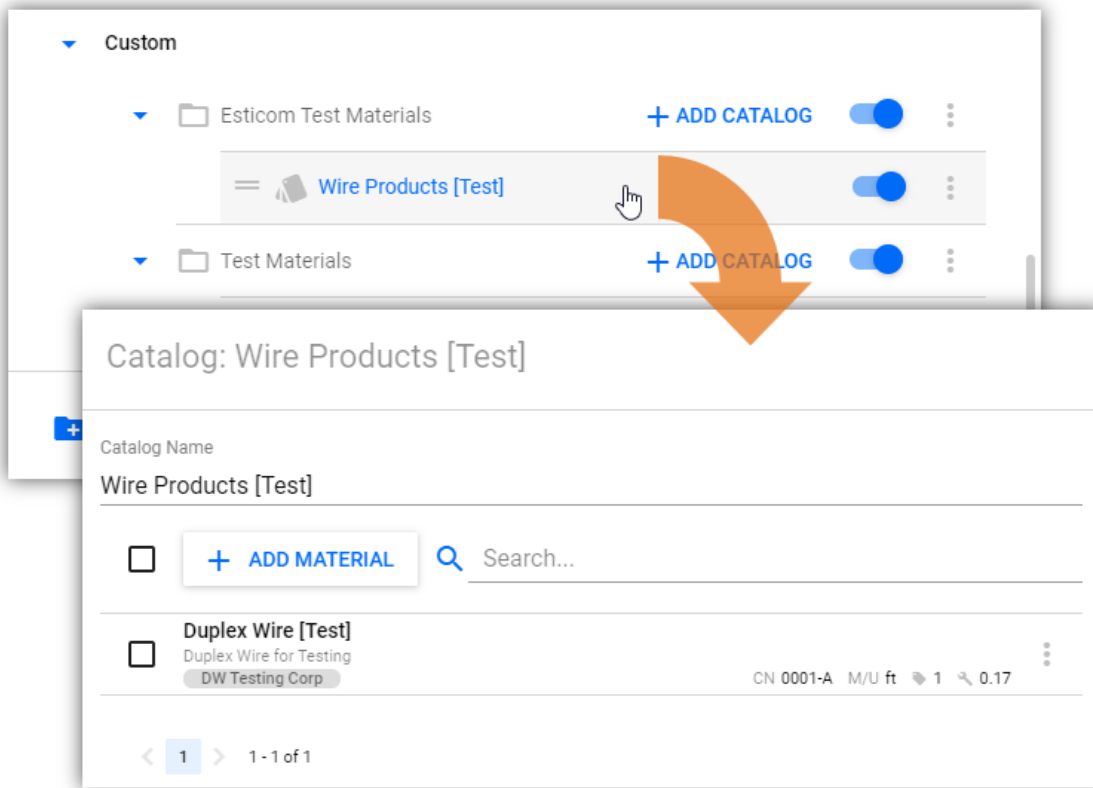 Custom
Esticom Test Materials + ADD CATALOG
Wire Products [Test]
Test Materials + ADD CATALOG
Catalog: Wire Products [Test]
Catalog Name
Wire Products [Test]
+ ADD MATERIAL Search...
Duplex Wire [Test]
Duplex Wire for Testing
DW Testing Corp CN 0001-A M/U ft 1 0.17
< 1 > 1 - 1 of 1